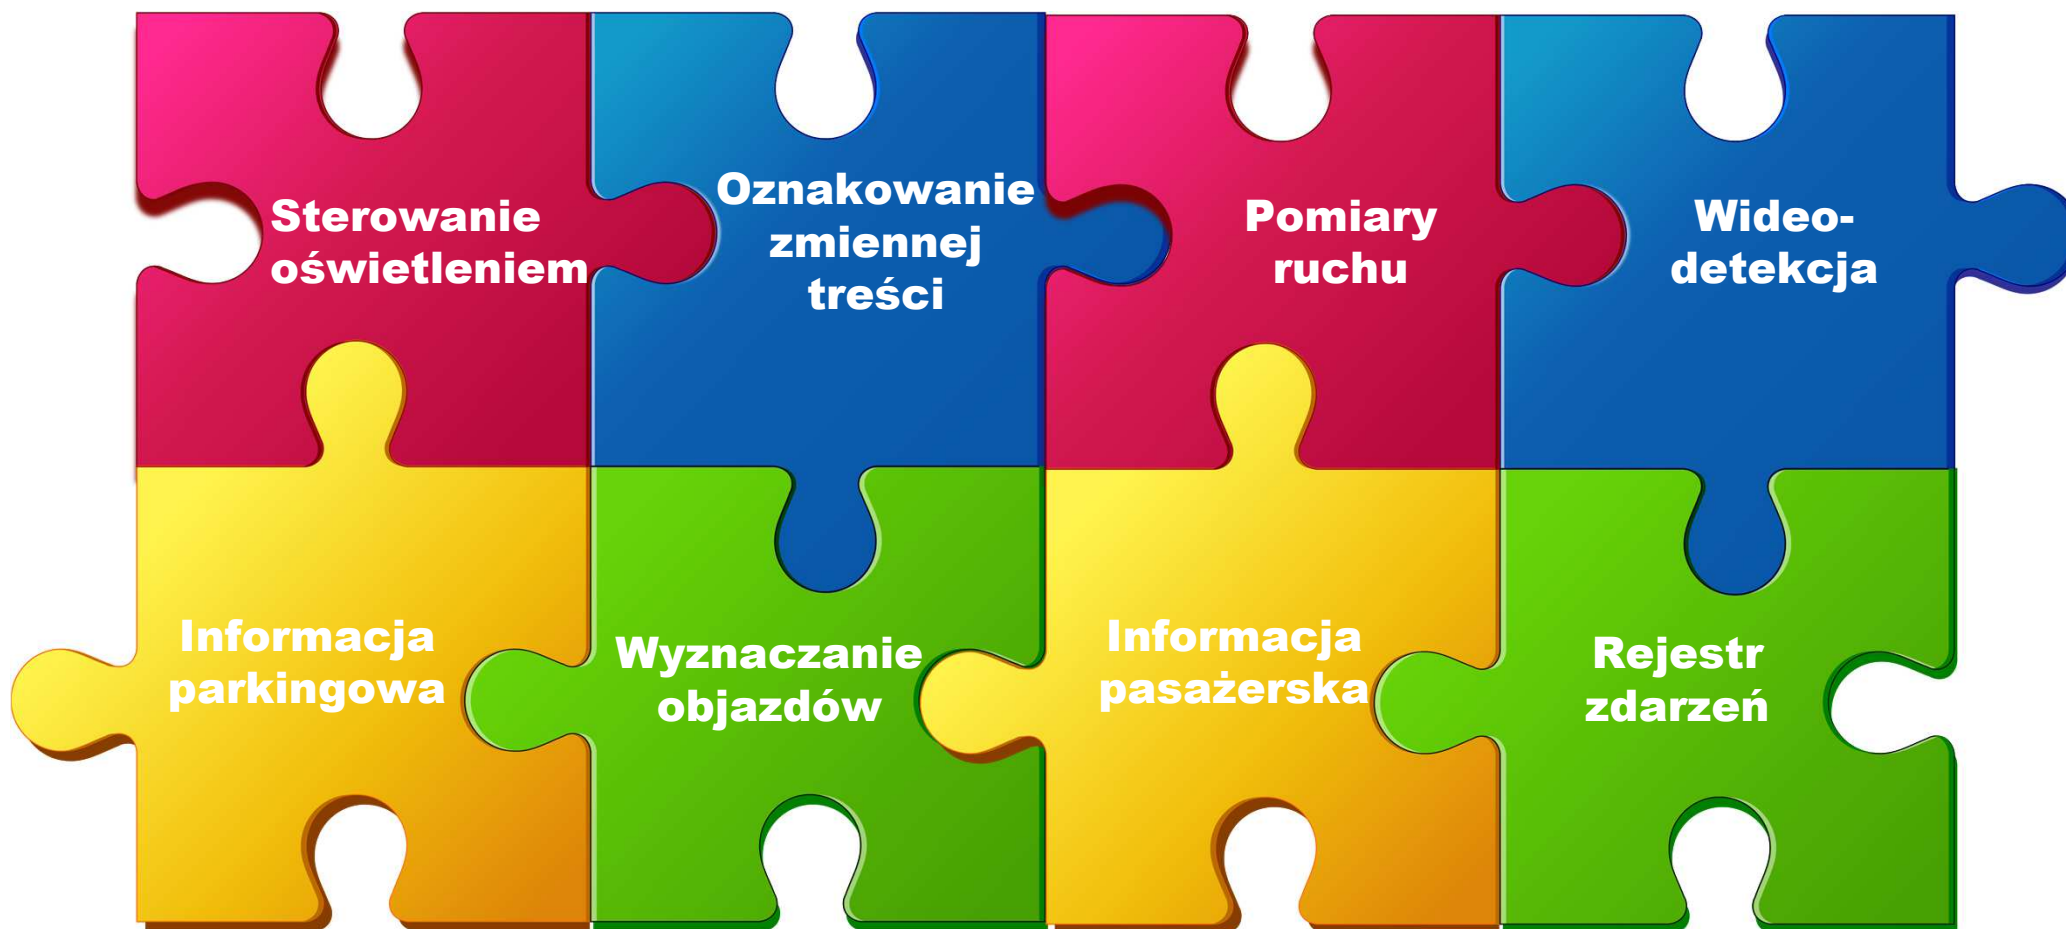 Sterowanie
oświetleniem
Oznakowanie
zmiennej
treści
Pomiary
ruchu
Wideo-
detekcja
Informacja
parkingowa
Wyznaczanie
objazdów
Informacja
pasażerska
Rejestr
zdarzeń